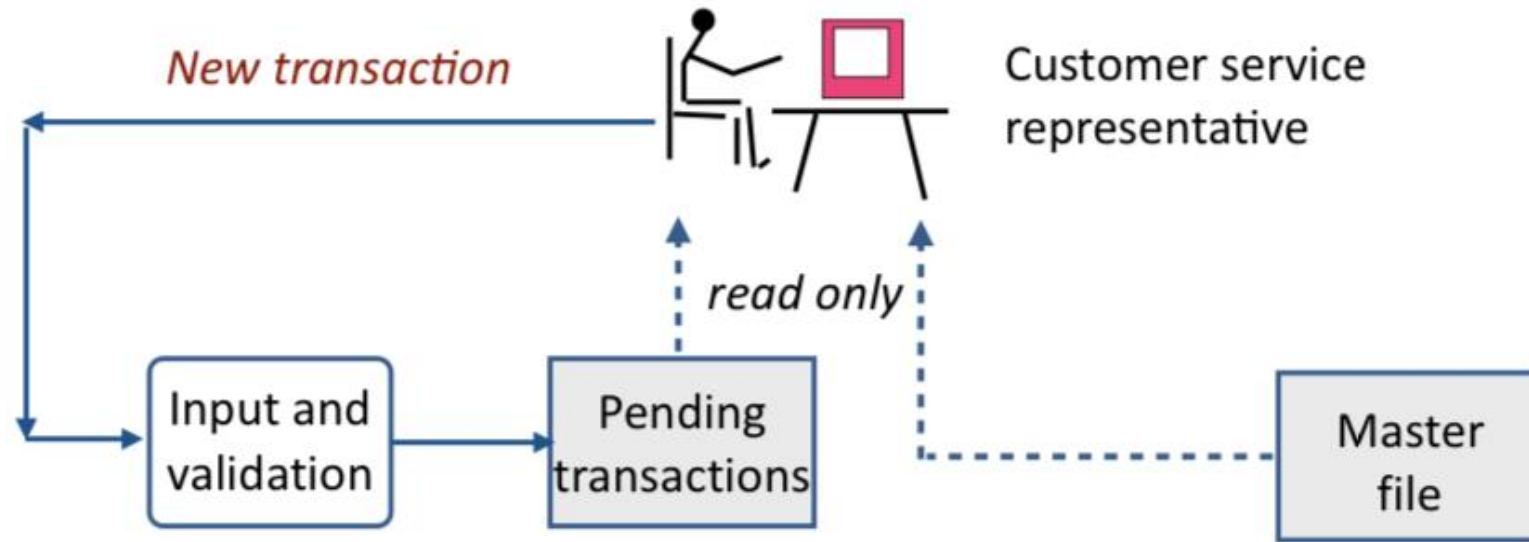 New transaction
Customer service
representative
read only
Input and
validation
Pending
transactions
Master
file